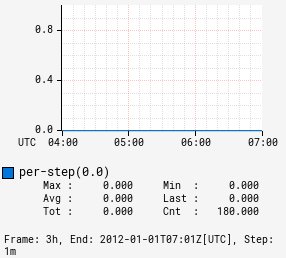 0.8
0.4
0.0
UTC 04:00 05:00 06:00 07:00
per-step(0.0)
Max : 0.000 Min : 0.000
Avg : 0.000 Last : 0.000
Tot : 0.000 Cnt : 180.000
Frame: 3h, End: 2012-01-01T07:01Z[UTC], Step:
1m